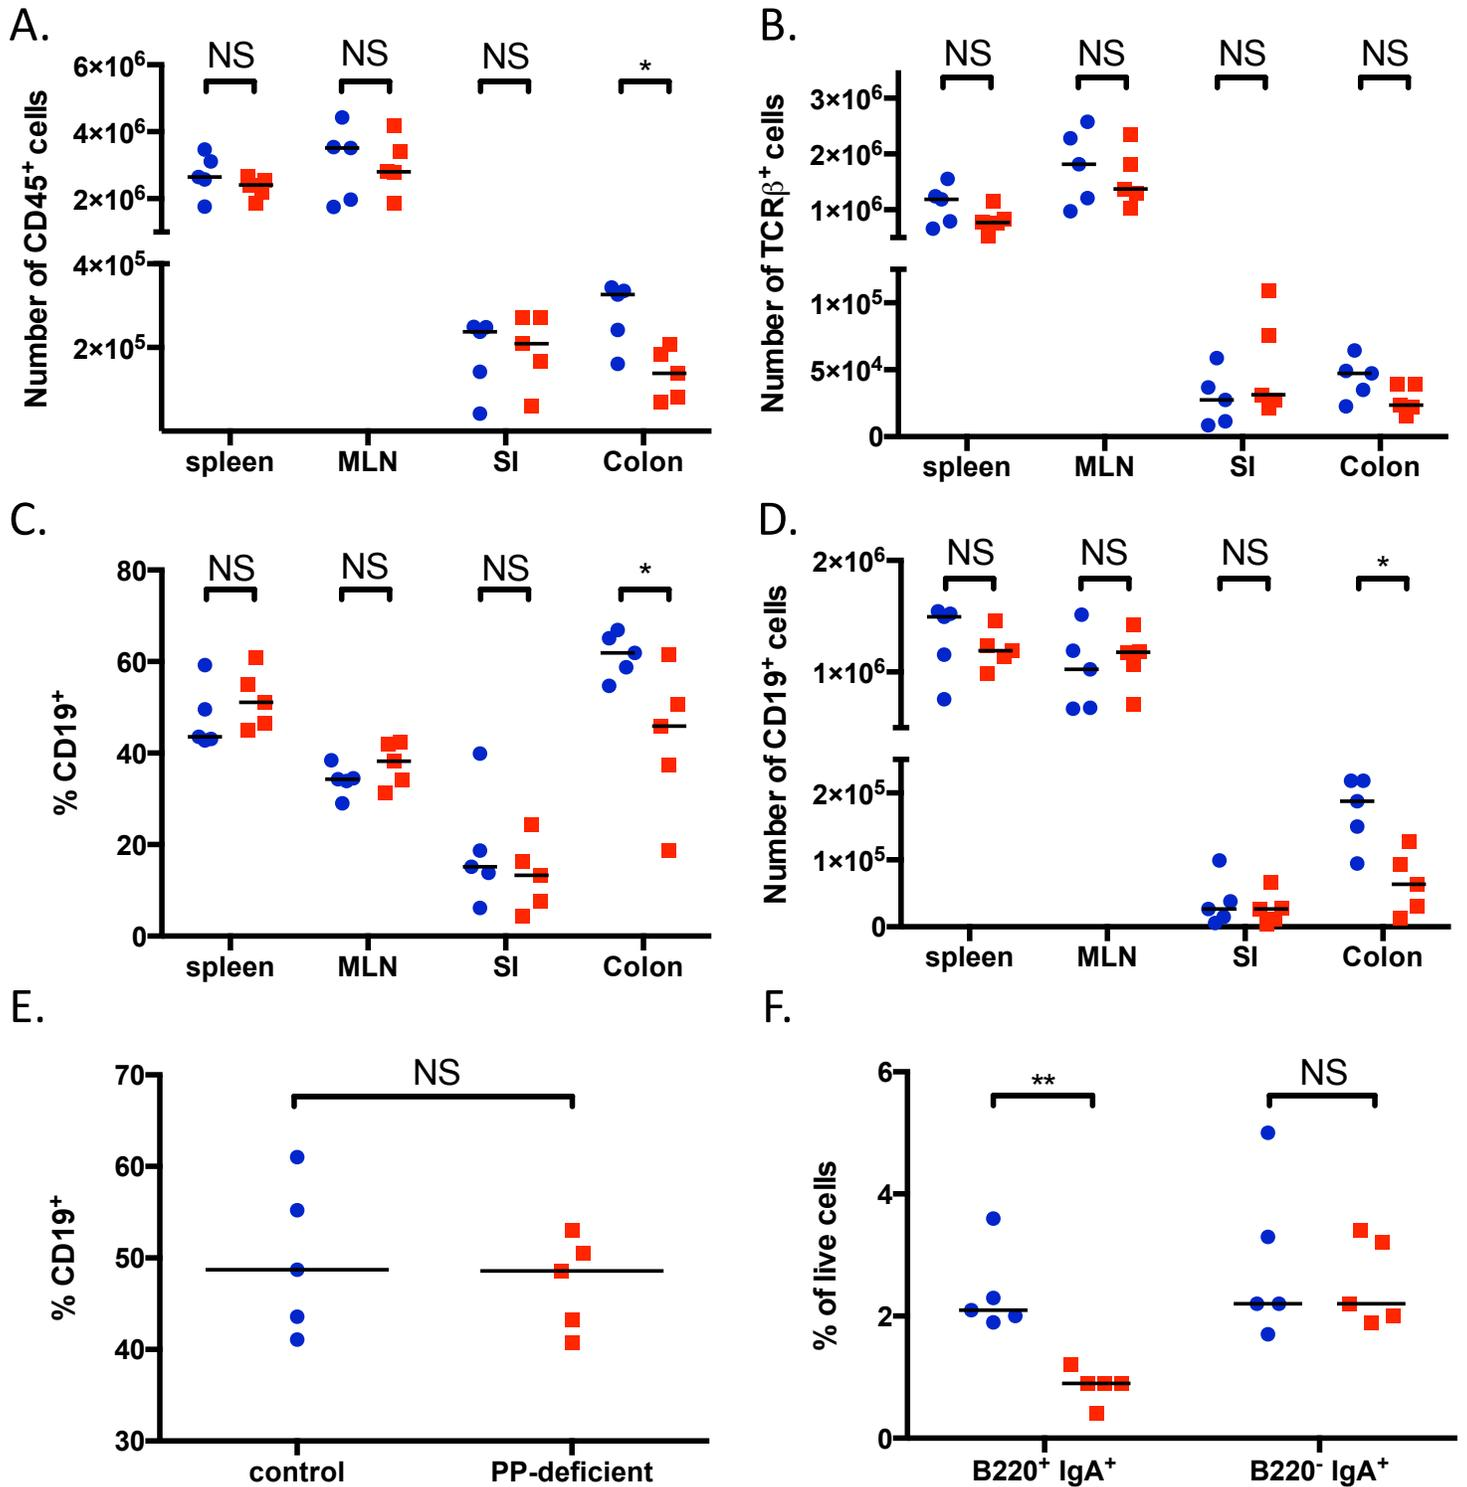 A.
NS
NS
NS
*
Number of CD45⁺ cells
6×10⁶
4×10⁶
2×10⁶
4×10⁵
2×10⁵
spleen
MLN
SI
Colon
B.
NS
NS
NS
NS
Number of TCRβ⁺ cells
3×10⁶
2×10⁶
1×10⁶
1×10⁵
5×10⁴
0
spleen
MLN
SI
Colon
C.
NS
NS
NS
*
% CD19⁺
80
60
40
20
0
spleen
MLN
SI
Colon
D.
NS
NS
NS
*
Number of CD19⁺ cells
2×10⁶
1×10⁶
2×10⁵
1×10⁵
0
spleen
MLN
SI
Colon
E.
NS
% CD19⁺
70
60
50
40
30
control
PP-deficient
F.
**
NS
% of live cells
6
4
2
0
B220⁺ IgA⁺
B220⁻ IgA⁺